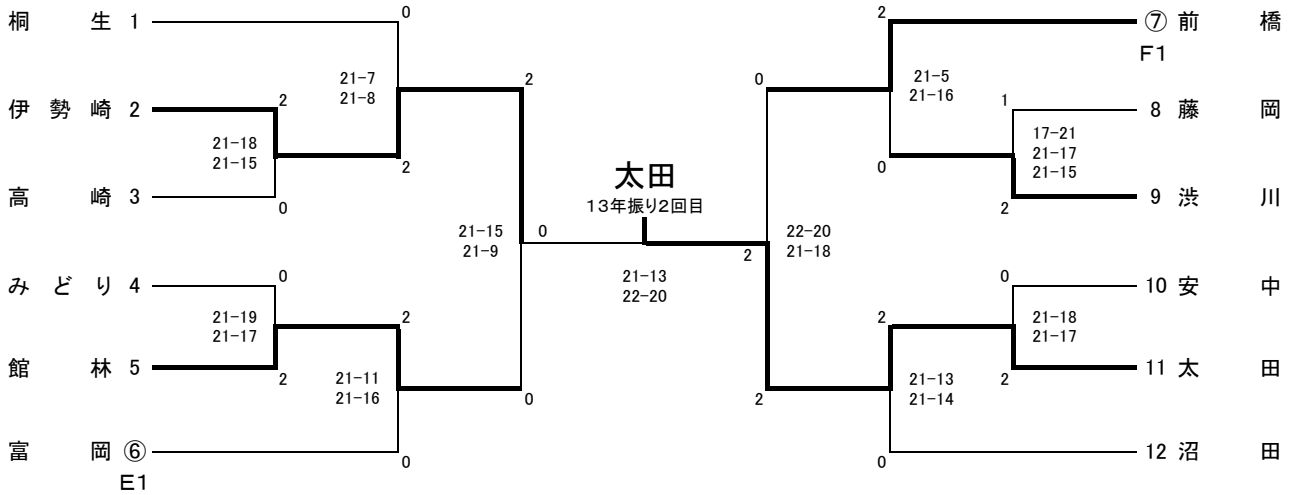 桐生 1
0
2
⑦ 前橋
F1
21-7
21-8
2
0
21-5
21-16
伊勢崎 2
2
1
8 藤岡
21-18
21-15
17-21
21-17
21-15
2
0
太田
13年振り2回目
高崎 3
0
2
9 渋川
21-15
21-9
0
2
22-20
21-18
21-13
22-20
みどり 4
0
0
10 安中
21-19
21-17
2
2
21-18
21-17
館林 5
2
2
11 太田
21-11
21-16
0
2
21-13
21-14
富岡 ⑥
0
0
12 沼田
E1